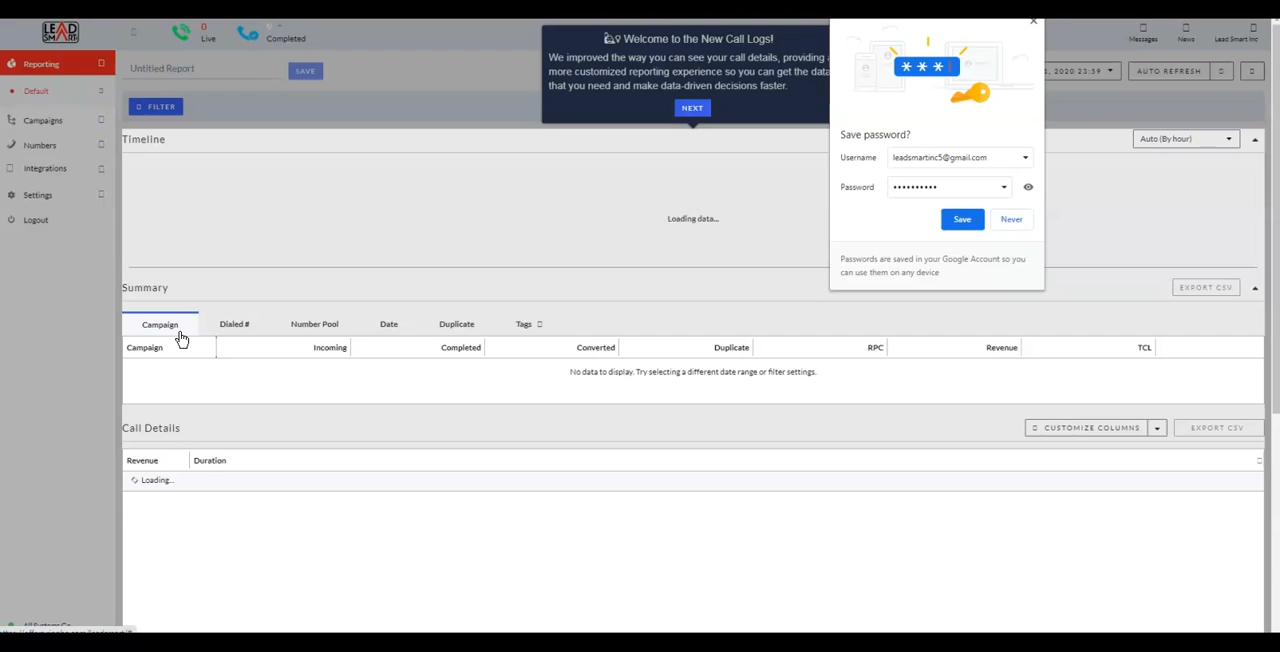 LEAD
SMART
0
Live
Completed
Messages
News
Lead Smart Inc
Reporting
Default
Campaigns
Numbers
Integrations
Settings
Logout
Untitled Report
SAVE
Welcome to the New Call Logs!
We improved the way you can see your call details, providing a
more customized reporting experience so you can get the data
that you need and make data-driven decisions faster.
NEXT
Save password?
Username
leadsmartinc5@gmail.com
Password
••••••••••
Save
Never
Passwords are saved in your Google Account so you
can use them on any device
, 2020 23:59
AUTO REFRESH
FILTER
Timeline
Auto (By hour)
Loading data...
Summary
EXPORT CSV
Campaign
Dialed #
Number Pool
Date
Duplicate
Tags
Campaign
Incoming
Completed
Converted
Duplicate
RPC
Revenue
TCL
No data to display. Try selecting a different date range or filter settings.
Call Details
CUSTOMIZE COLUMNS
EXPORT CSV
Revenue
Duration
Loading...